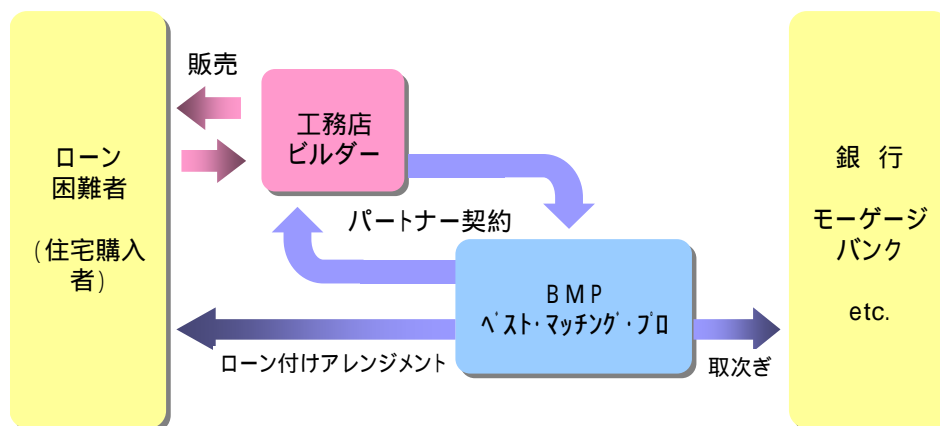 販売
工務店
ビルダー
ローン
困難者
(住宅購入
者)
パートナー契約
ＢＭＰ
ﾍﾞｽﾄ･ﾏｯﾁﾝｸﾞ･ﾌﾟﾛ
ローン付けアレンジメント
取次ぎ
銀 行
モーゲージ
バンク
etc.